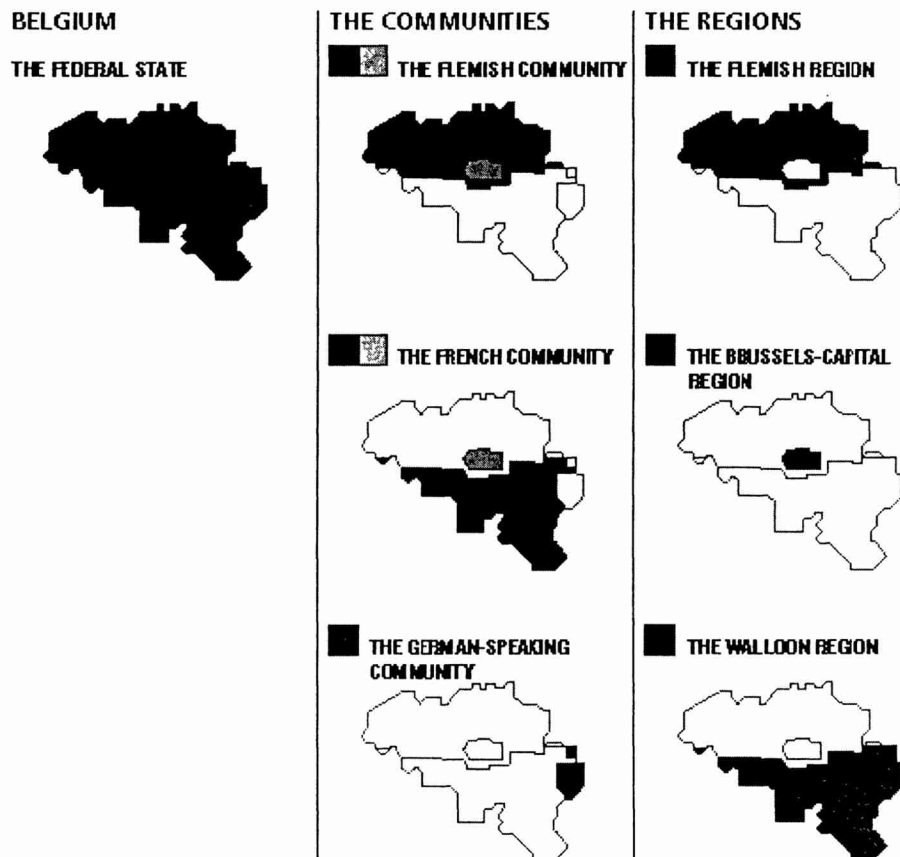 BELGIUM
THE FEDERAL STATE
THE COMMUNITIES
THE FLEMISH COMMUNITY
THE FRENCH COMMUNITY
THE GERMAN-SPEAKING
COMMUNITY
THE REGIONS
THE FLEMISH REGION
THE BBUSSELS-CAPITAL
REGION
THE WALLOON REGION